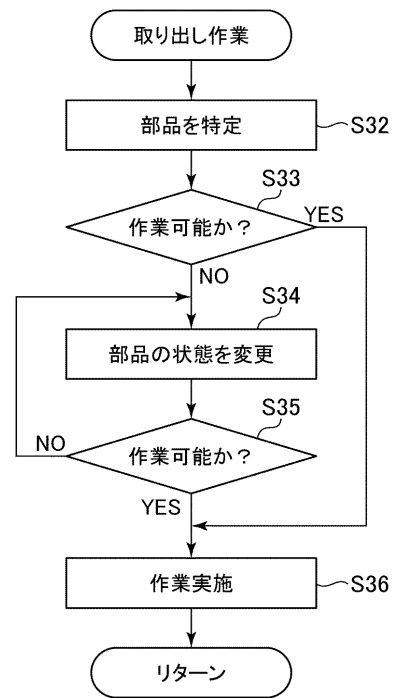 取り出し作業
部品を特定
S32
S33
作業可能か？
YES
NO
S34
部品の状態を変更
S35
作業可能か？
NO
YES
作業実施
S36
リターン